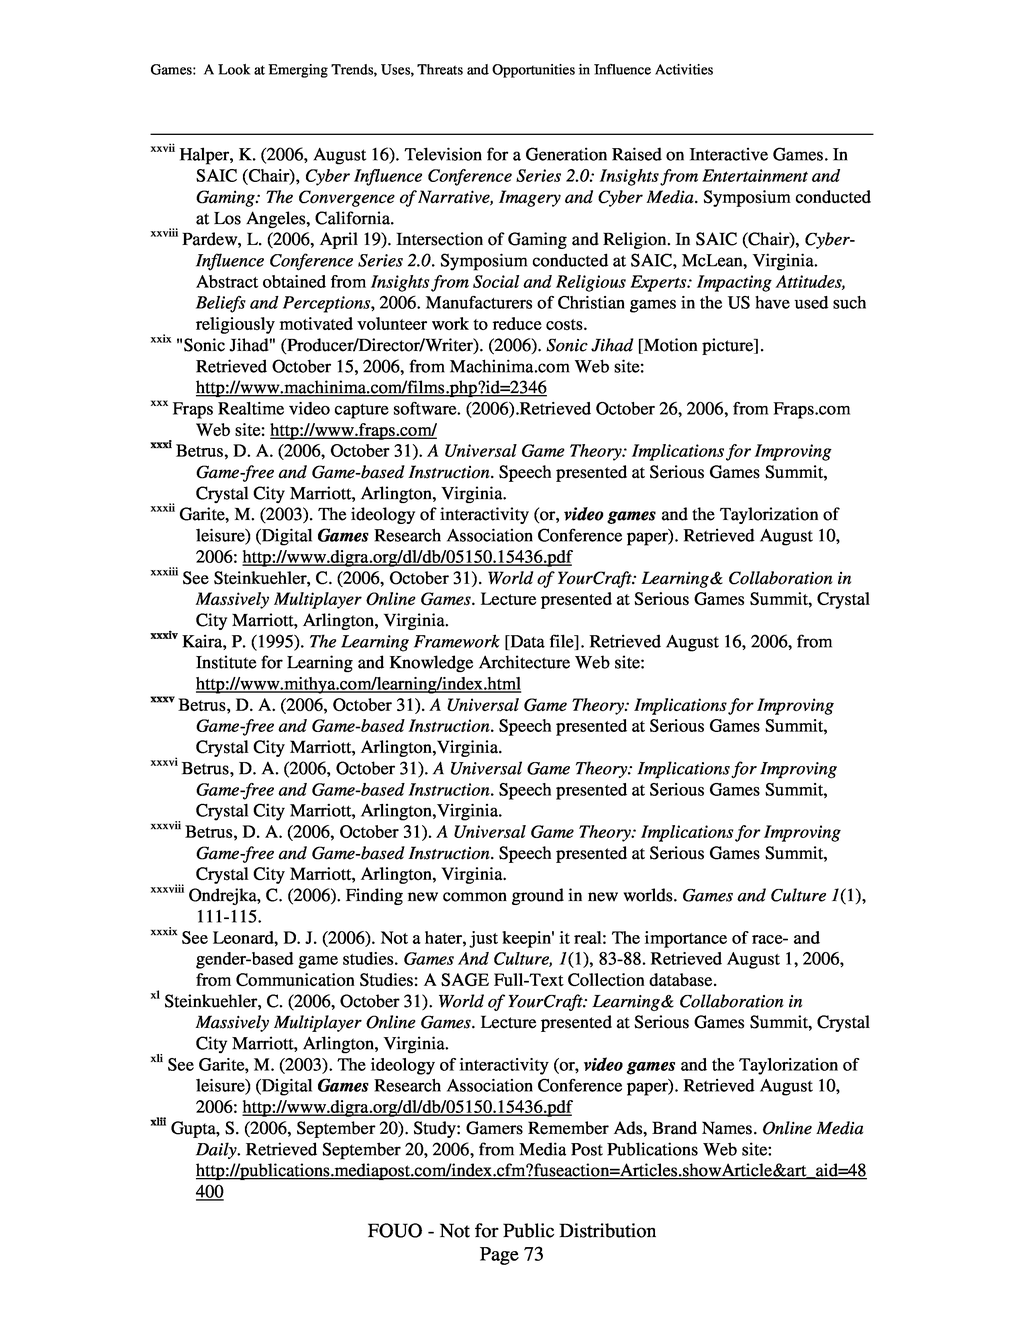 Games: A Look at Emerging Trends, Uses, Threats and Opportunities in Influence Activities
xxvii Halper, K. (2006, August 16). Television for a Generation Raised on Interactive Games. In
SAIC (Chair), Cyber Influence Conference Series 2.0: Insights from Entertainment and
Gaming: The Convergence of Narrative, Imagery and Cyber Media. Symposium conducted
at Los Angeles, California.
xxviii Pardew, L. (2006, April 19). Intersection of Gaming and Religion. In SAIC (Chair), Cyber-
Influence Conference Series 2.0. Symposium conducted at SAIC, McLean, Virginia.
Abstract obtained from Insights from Social and Religious Experts: Impacting Attitudes,
Beliefs and Perceptions, 2006. Manufacturers of Christian games in the US have used such
religiously motivated volunteer work to reduce costs.
xxix "Sonic Jihad" (Producer/Director/Writer). (2006). Sonic Jihad [Motion picture].
Retrieved October 15, 2006, from Machinima.com Web site:
http://www.machinima.com/films.php?id=2346
xxx Fraps Realtime video capture software. (2006).Retrieved October 26, 2006, from Fraps.com
Web site: http://www.fraps.com/
xxxi Betrus, D. A. (2006, October 31). A Universal Game Theory: Implications for Improving
Game-free and Game-based Instruction. Speech presented at Serious Games Summit,
Crystal City Marriott, Arlington, Virginia.
xxxii Garite, M. (2003). The ideology of interactivity (or, video games and the Taylorization of
leisure) (Digital Games Research Association Conference paper). Retrieved August 10,
2006: http://www.digra.org/dl/db/05150.15436.pdf
xxxiii See Steinkuehler, C. (2006, October 31). World of YourCraft: Learning& Collaboration in
Massively Multiplayer Online Games. Lecture presented at Serious Games Summit, Crystal
City Marriott, Arlington, Virginia.
xxxiv Kaira, P. (1995). The Learning Framework [Data file]. Retrieved August 16, 2006, from
Institute for Learning and Knowledge Architecture Web site:
http://www.mithya.com/learning/index.html
xxxv Betrus, D. A. (2006, October 31). A Universal Game Theory: Implications for Improving
Game-free and Game-based Instruction. Speech presented at Serious Games Summit,
Crystal City Marriott, Arlington,Virginia.
xxxvi Betrus, D. A. (2006, October 31). A Universal Game Theory: Implications for Improving
Game-free and Game-based Instruction. Speech presented at Serious Games Summit,
Crystal City Marriott, Arlington,Virginia.
xxxvii Betrus, D. A. (2006, October 31). A Universal Game Theory: Implications for Improving
Game-free and Game-based Instruction. Speech presented at Serious Games Summit,
Crystal City Marriott, Arlington, Virginia.
xxxviii Ondrejka, C. (2006). Finding new common ground in new worlds. Games and Culture 1(1),
111-115.
xxxix See Leonard, D. J. (2006). Not a hater, just keepin' it real: The importance of race- and
gender-based game studies. Games And Culture, 1(1), 83-88. Retrieved August 1, 2006,
from Communication Studies: A SAGE Full-Text Collection database.
xl Steinkuehler, C. (2006, October 31). World of YourCraft: Learning& Collaboration in
Massively Multiplayer Online Games. Lecture presented at Serious Games Summit, Crystal
City Marriott, Arlington, Virginia.
xli See Garite, M. (2003). The ideology of interactivity (or, video games and the Taylorization of
leisure) (Digital Games Research Association Conference paper). Retrieved August 10,
2006: http://www.digra.org/dl/db/05150.15436.pdf
xlii Gupta, S. (2006, September 20). Study: Gamers Remember Ads, Brand Names. Online Media
Daily. Retrieved September 20, 2006, from Media Post Publications Web site:
http://publications.mediapost.com/index.cfm?fuseaction=Articles.showArticle&art_aid=48
400
FOUO - Not for Public Distribution
Page 73